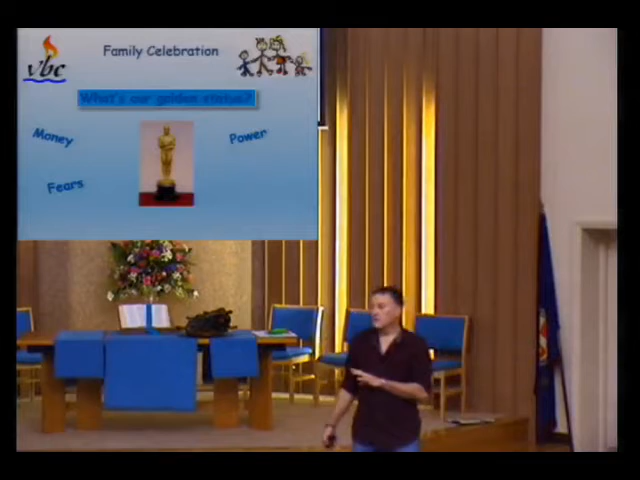 vbc
Family Celebration
What's our golden statue?
Money
Power
Fears